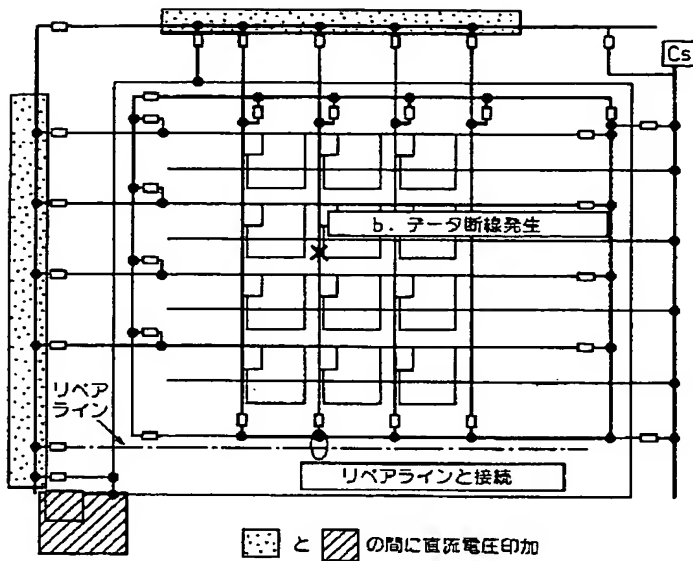 Cs
b. データ断線発生
リペア
ライン
リペアラインと接続
と の間に直流電圧印加